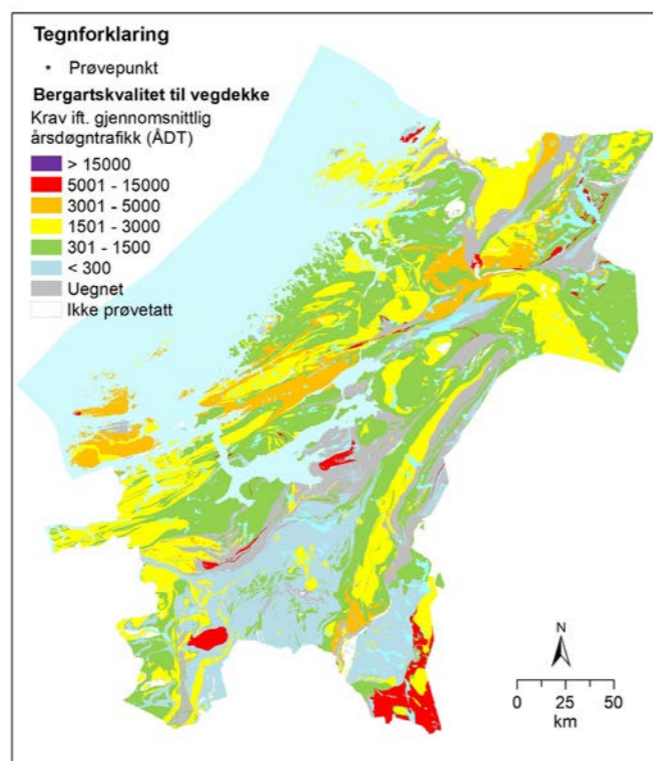 Tegnforklaring
* Prøvepunkt
Bergartskvalitet til vegdekke
Krav ift. gjennomsnittlig
årsdøgntrafikk (ÅDT)
> 15000
5001 - 15000
3001 - 5000
1501 - 3000
301 - 1500
< 300
Uegnet
Ikke prøvetatt
N
0 25 50
km